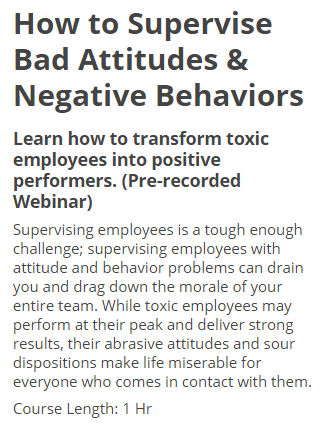 How to Supervise
Bad Attitudes &
Negative Behaviors
Learn how to transform toxic
employees into positive
performers. (Pre-recorded
Webinar)
Supervising employees is a tough enough
challenge; supervising employees with
attitude and behavior problems can drain
you and drag down the morale of your
entire team. While toxic employees may
perform at their peak and deliver strong
results, their abrasive attitudes and sour
dispositions make life miserable for
everyone who comes in contact with them.
Course Length: 1 Hr